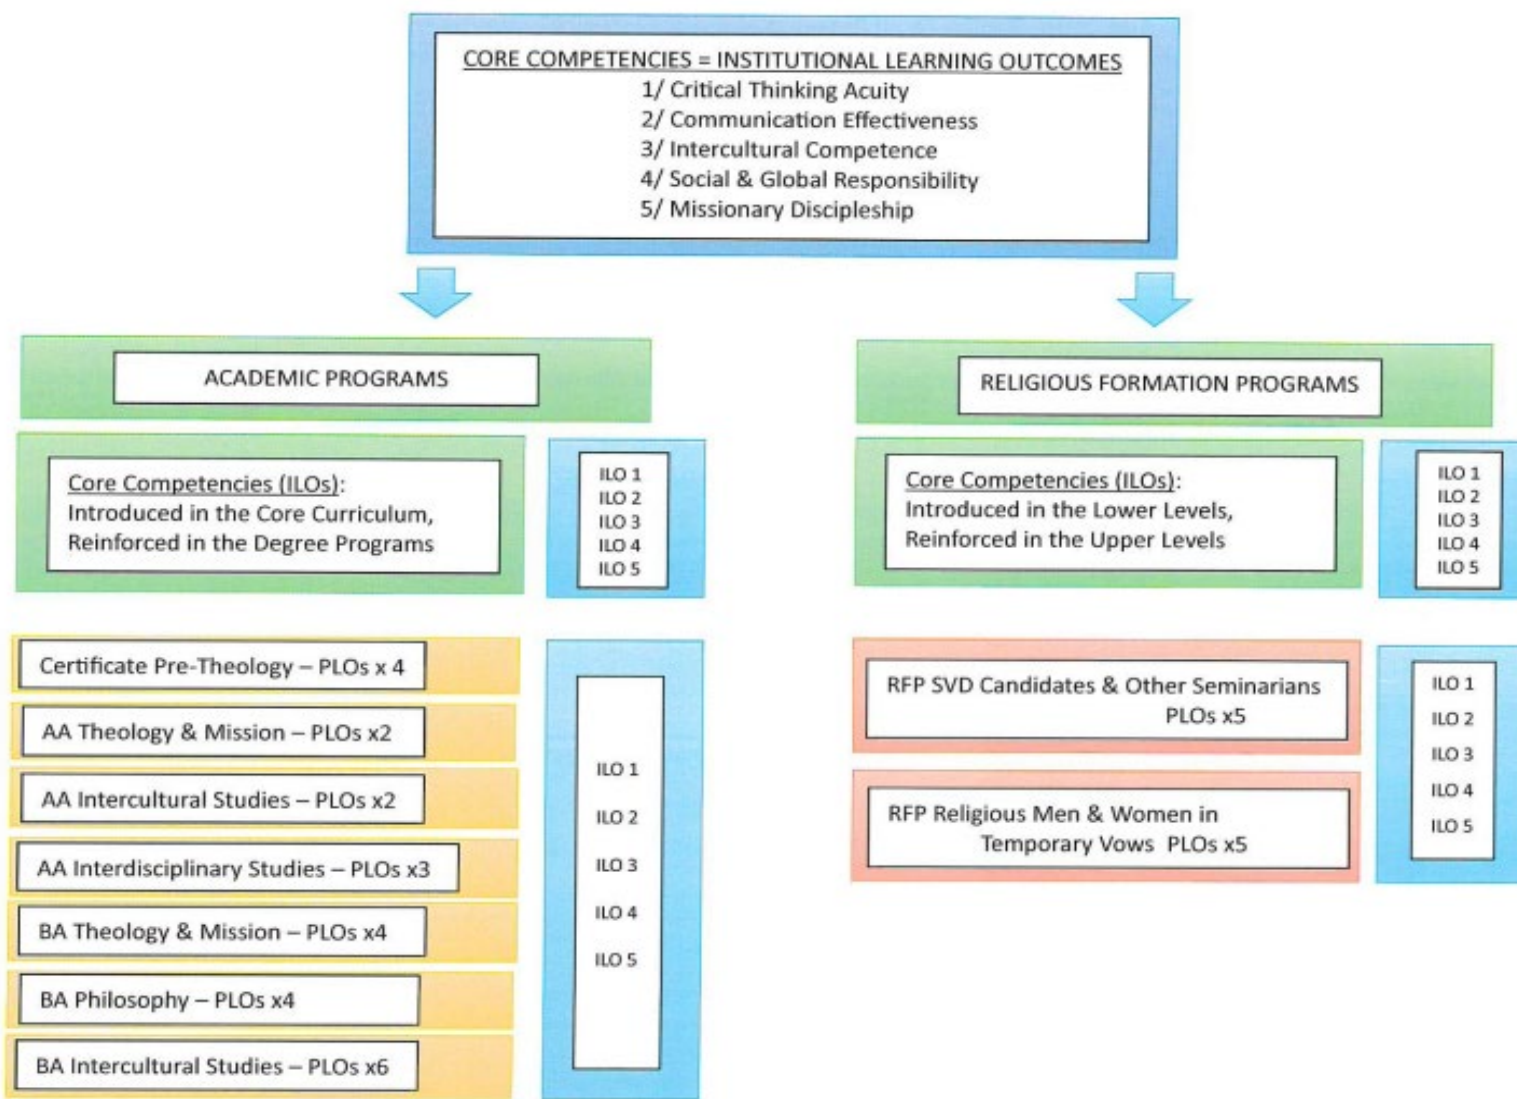 CORE COMPETENCIES = INSTITUTIONAL LEARNING OUTCOMES
1/ Critical Thinking Acuity
2/ Communication Effectiveness
3/ Intercultural Competence
4/ Social & Global Responsibility
5/ Missionary Discipleship
ACADEMIC PROGRAMS
Core Competencies (ILOs):
Introduced in the Core Curriculum,
Reinforced in the Degree Programs
ILO 1
ILO 2
ILO 3
ILO 4
ILO 5
Certificate Pre-Theology – PLOs x 4
AA Theology & Mission – PLOs x2
AA Intercultural Studies – PLOs x2
AA Interdisciplinary Studies – PLOs x3
BA Theology & Mission – PLOs x4
BA Philosophy – PLOs x4
BA Intercultural Studies – PLOs x6
ILO 1
ILO 2
ILO 3
ILO 4
ILO 5
RELIGIOUS FORMATION PROGRAMS
Core Competencies (ILOs):
Introduced in the Lower Levels,
Reinforced in the Upper Levels
ILO 1
ILO 2
ILO 3
ILO 4
ILO 5
RFP SVD Candidates & Other Seminarians
PLOs x5
RFP Religious Men & Women in
Temporary Vows PLOs x5
ILO 1
ILO 2
ILO 3
ILO 4
ILO 5